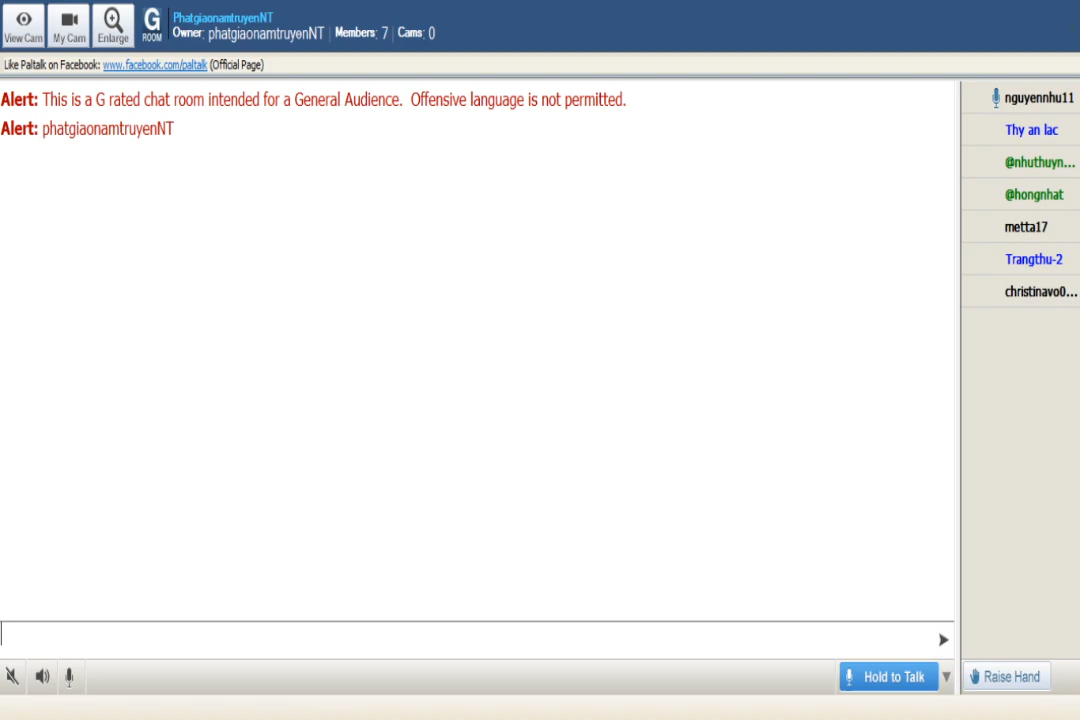 View Cam
My Cam
Enlarge
G
ROOM
PhatgiaonamtruyenNT
Owner: phatgiaonamtruyenNT | Members: 7 | Cams: 0
Like Paltalk on Facebook: www.facebook.com/paltalk (Official Page)
Alert: This is a G rated chat room intended for a General Audience. Offensive language is not permitted.
Alert: phatgiaonamtruyenNT
nguyennhu11
Thy an lac
@nhuthuyn...
@hongnhat
metta17
Trangthu-2
christinavo0...
Hold to Talk
Raise Hand